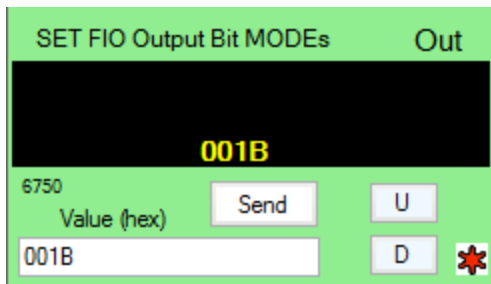 SET FIO Output Bit MODEs Out
001B
6750
Value (hex) Send U
001B D